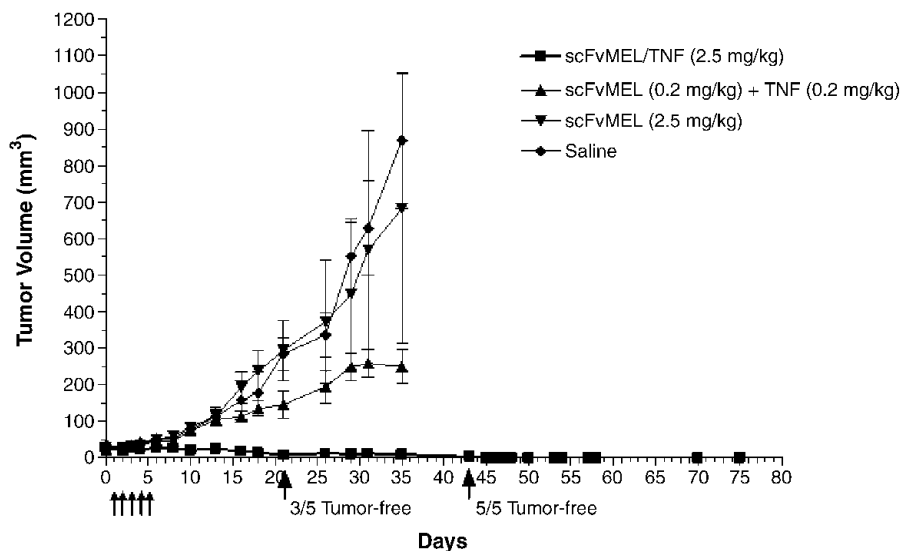 1200
1100
1000
900
800
700
600
500
400
300
200
100
0
Tumor Volume (mm³)
scFvMEL/TNF (2.5 mg/kg)
scFvMEL (0.2 mg/kg) + TNF (0.2 mg/kg)
scFvMEL (2.5 mg/kg)
Saline
0 5 10 15 20 25 30 35 40 45 50 55 60 65 70 75 80
3/5 Tumor-free
5/5 Tumor-free
Days